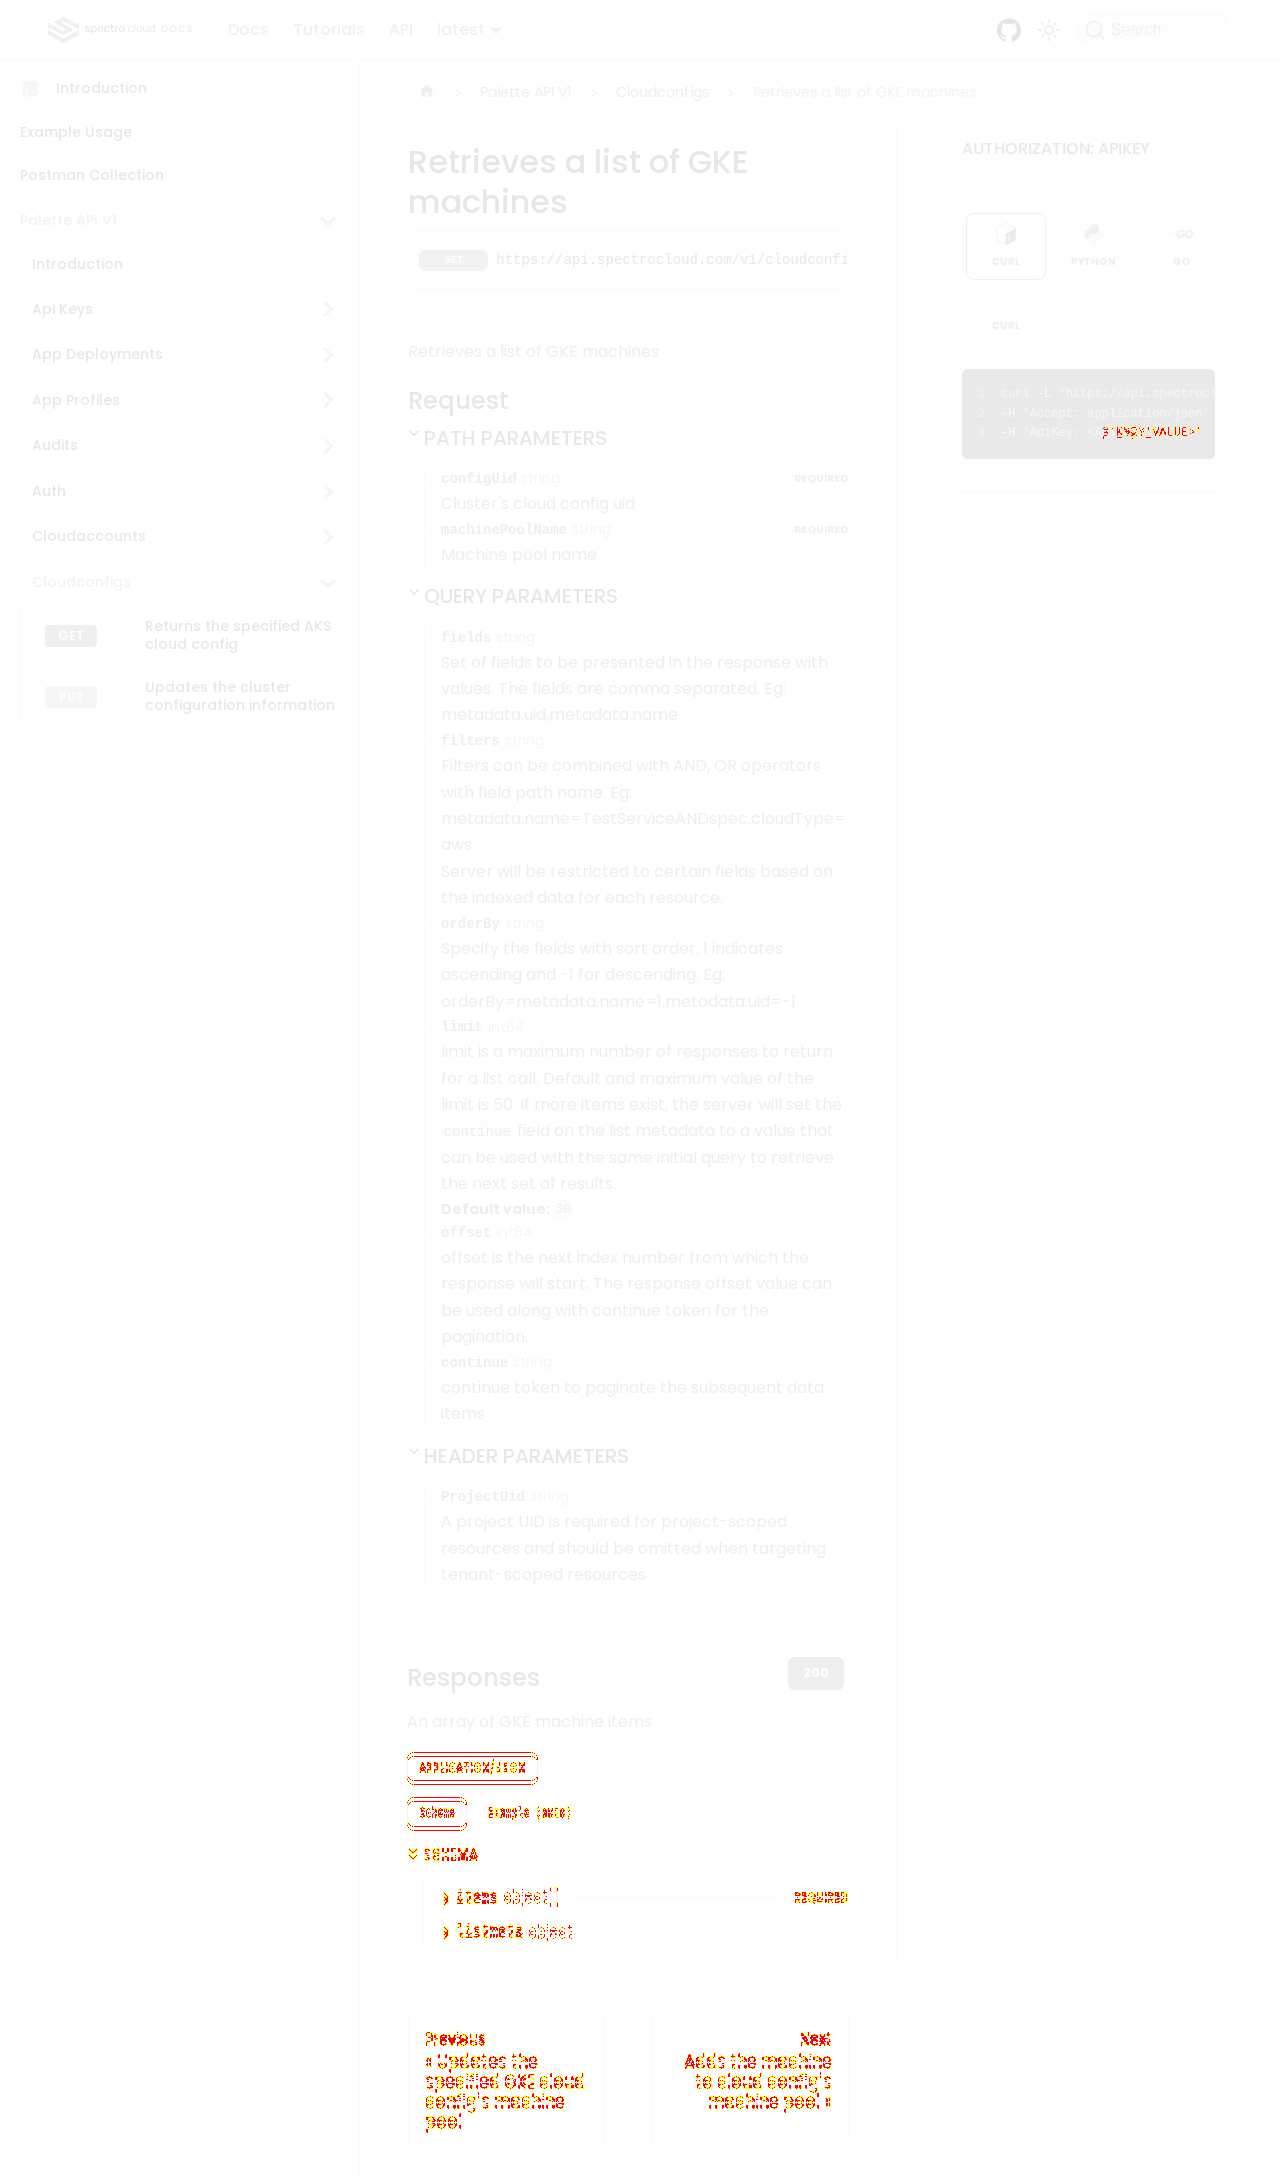 spectro cloud DOCS
Docs
Tutorials
API
latest
Search
Introduction
Example Usage
Postman Collection
Palette API V1
Introduction
Api Keys
App Deployments
App Profiles
Audits
Auth
Cloudaccounts
Cloudconfigs
GET
Returns the specified AKS
cloud config
PUT
Updates the cluster
configuration information
Palette API V1
Cloudconfigs
Retrieves a list of GKE machines
Retrieves a list of GKE
machines
GET https://api.spectrocloud.com/v1/cloudconfi
Retrieves a list of GKE machines
Request
PATH PARAMETERS
configUid string REQUIRED
Cluster's cloud config uid
machinePoolName string REQUIRED
Machine pool name
QUERY PARAMETERS
fields string
Set of fields to be presented in the response with
values. The fields are comma separated. Eg:
metadata.uid,metadata.name
filters string
Filters can be combined with AND, OR operators
with field path name. Eg:
metadata.name=TestServiceANDspec.cloudType=
aws
Server will be restricted to certain fields based on
the indexed data for each resource.
orderBy string
Specify the fields with sort order. 1 indicates
ascending and -1 for descending. Eg:
orderBy=metadata.name=1,metadata.uid=-1
limit int64
limit is a maximum number of responses to return
for a list call. Default and maximum value of the
limit is 50. If more items exist, the server will set the
continue field on the list metadata to a value that
can be used with the same initial query to retrieve
the next set of results.
Default value: 50
offset int64
offset is the next index number from which the
response will start. The response offset value can
be used along with continue token for the
pagination.
continue string
continue token to paginate the subsequent data
items
HEADER PARAMETERS
ProjectUid string
A project UID is required for project-scoped
resources and should be omitted when targeting
tenant-scoped resources
Responses
200
An array of GKE machine items
APPLICATION/JSON
Schema
Example (auto)
SCHEMA
items object[] REQUIRED
listmeta object
Previous
« Updates the
specified GKE cloud
config's machine
pool
Next
Adds the machine
to cloud config's
machine pool »
AUTHORIZATION: APIKEY
CURL
PYTHON
GO
GO
CURL
1 curl -L 'https://api.spectrocl
2 -H 'Accept: application/json'
3 -H 'ApiKey: